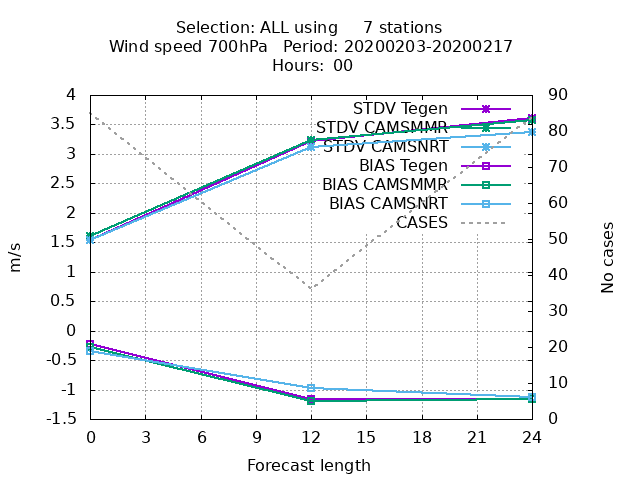 Selection: ALL using     7 stations
Wind speed 700hPa   Period: 20200203-20200217
Hours:  00
4
3.5
3
2.5
2
1.5
1
0.5
0
-0.5
-1
-1.5
m/s
90
80
70
60
50
40
30
20
10
0
No cases
STDV Tegen
STDV CAMSMMR
STDV CAMSNRT
BIAS Tegen
BIAS CAMSMMR
BIAS CAMSNRT
CASES
0 3 6 9 12 15 18 21 24
Forecast length